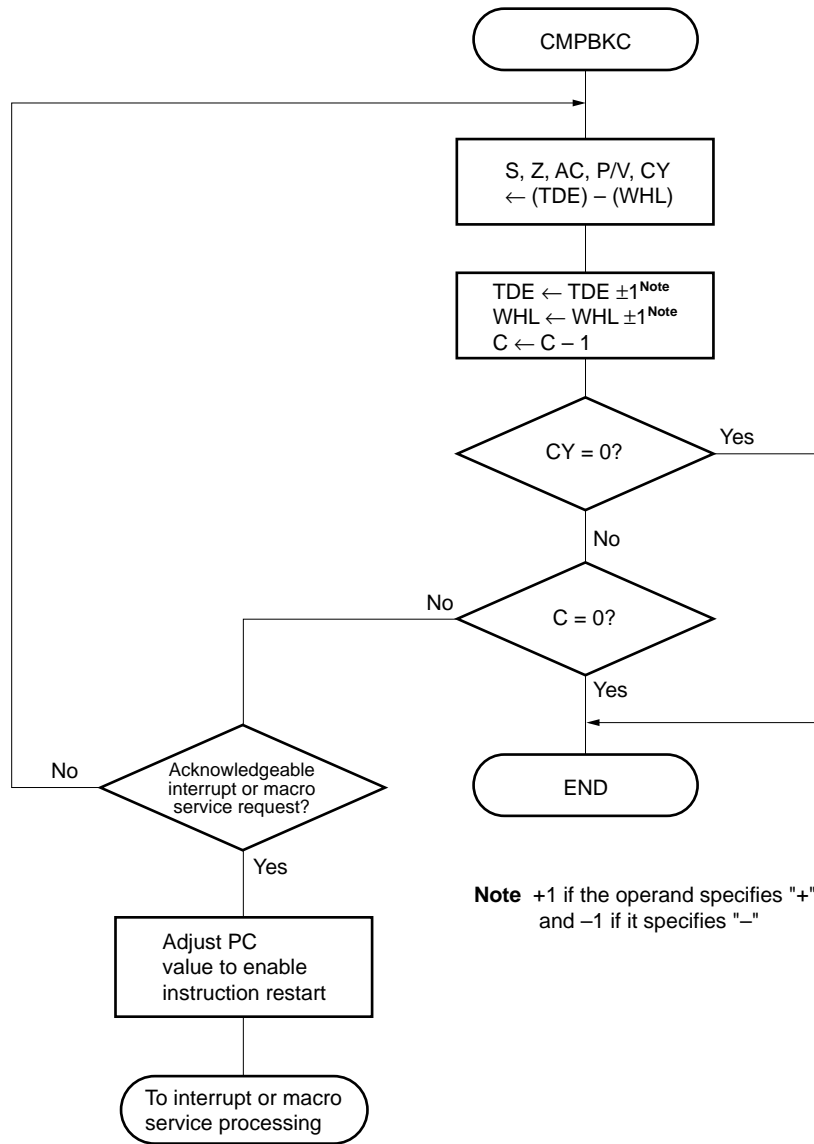 CMPBKC
S, Z, AC, P/V, CY
← (TDE) – (WHL)
TDE ← TDE ±1Note
WHL ← WHL ±1Note
C ← C – 1
CY = 0?
Yes
No
C = 0?
No
Yes
Acknowledgeable
interrupt or macro
service request?
No
Yes
END
Note +1 if the operand specifies "+"
and –1 if it specifies "–"
Adjust PC
value to enable
instruction restart
To interrupt or macro
service processing